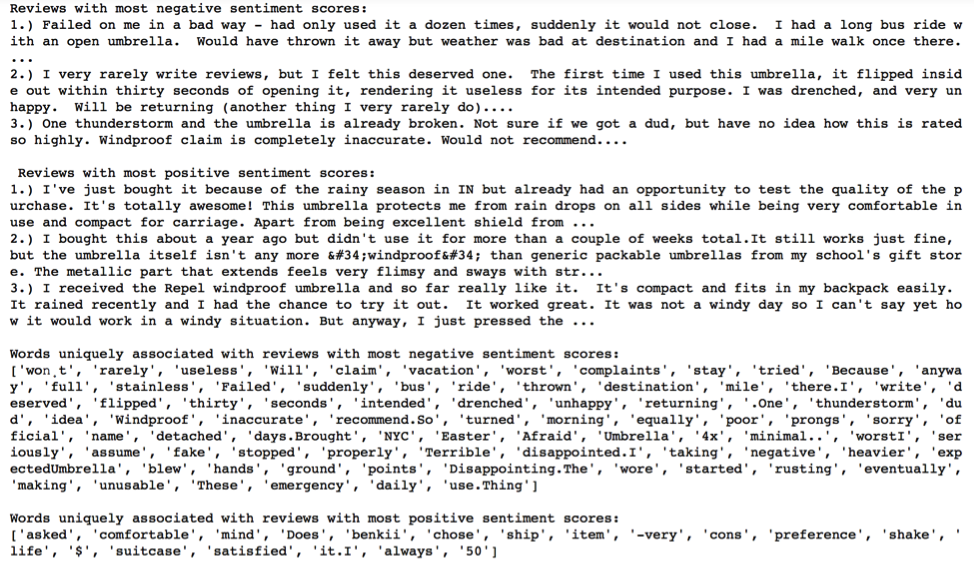 Reviews with most negative sentiment scores:
1.) Failed on me in a bad way - had only used it a dozen times, suddenly it would not close.  I had a long bus ride w
ith an open umbrella.  Would have thrown it away but weather was bad at destination and I had a mile walk once there.
...
2.) I very rarely write reviews, but I felt this deserved one.  The first time I used this umbrella, it flipped insid
e out within thirty seconds of opening it, rendering it useless for its intended purpose. I was drenched, and very un
happy.  Will be returning (another thing I very rarely do)....
3.) One thunderstorm and the umbrella is already broken. Not sure if we got a dud, but have no idea how this is rated
so highly. Windproof claim is completely inaccurate. Would not recommend....
Reviews with most positive sentiment scores:
1.) I've just bought it because of the rainy season in IN but already had an opportunity to test the quality of the p
urchase. It's totally awesome! This umbrella protects me from rain drops on all sides while being very comfortable in
use and compact for carriage. Apart from being excellent shield from ...
2.) I bought this about a year ago but didn't use it for more than a couple of weeks total.It still works just fine,
but the umbrella itself isn't any more &#34;windproof&#34; than generic packable umbrellas from my school's gift stor
e. The metallic part that extends feels very flimsy and sways with str...
3.) I received the Repel windproof umbrella and so far really like it.  It's compact and fits in my backpack easily.
It rained recently and I had the chance to try it out.  It worked great. It was not a windy day so I can't say yet ho
w it would work in a windy situation. But anyway, I just pressed the ...
Words uniquely associated with reviews with most negative sentiment scores:
['won¸t', 'rarely', 'useless', 'Will', 'claim', 'vacation', 'worst', 'complaints', 'stay', 'tried', 'Because', 'anywa
y', 'full', 'stainless', 'Failed', 'suddenly', 'bus', 'ride', 'thrown', 'destination', 'mile', 'there.I', 'write', 'd
eserved', 'flipped', 'thirty', 'seconds', 'intended', 'drenched', 'unhappy', 'returning', '.One', 'thunderstorm', 'du
d', 'idea', 'Windproof', 'inaccurate', 'recommend.So', 'turned', 'morning', 'equally', 'poor', 'prongs', 'sorry', 'of
ficial', 'name', 'detached', 'days.Brought', 'NYC', 'Easter', 'Afraid', 'Umbrella', '4x', 'minimal..', 'worstI', 'ser
iously', 'assume', 'fake', 'stopped', 'properly', 'Terrible', 'disappointed.I', 'taking', 'negative', 'heavier', 'exp
ectedUmbrella', 'blew', 'hands', 'ground', 'points', 'Disappointing.The', 'wore', 'started', 'rusting', 'eventually',
'making', 'unusable', 'These', 'emergency', 'daily', 'use.Thing']
Words uniquely associated with reviews with most positive sentiment scores:
['asked', 'comfortable', 'mind', 'Does', 'benkii', 'chose', 'ship', 'item', '-very', 'cons', 'preference', 'shake', '
life', '$', 'suitcase', 'satisfied', 'it.I', 'always', '50']